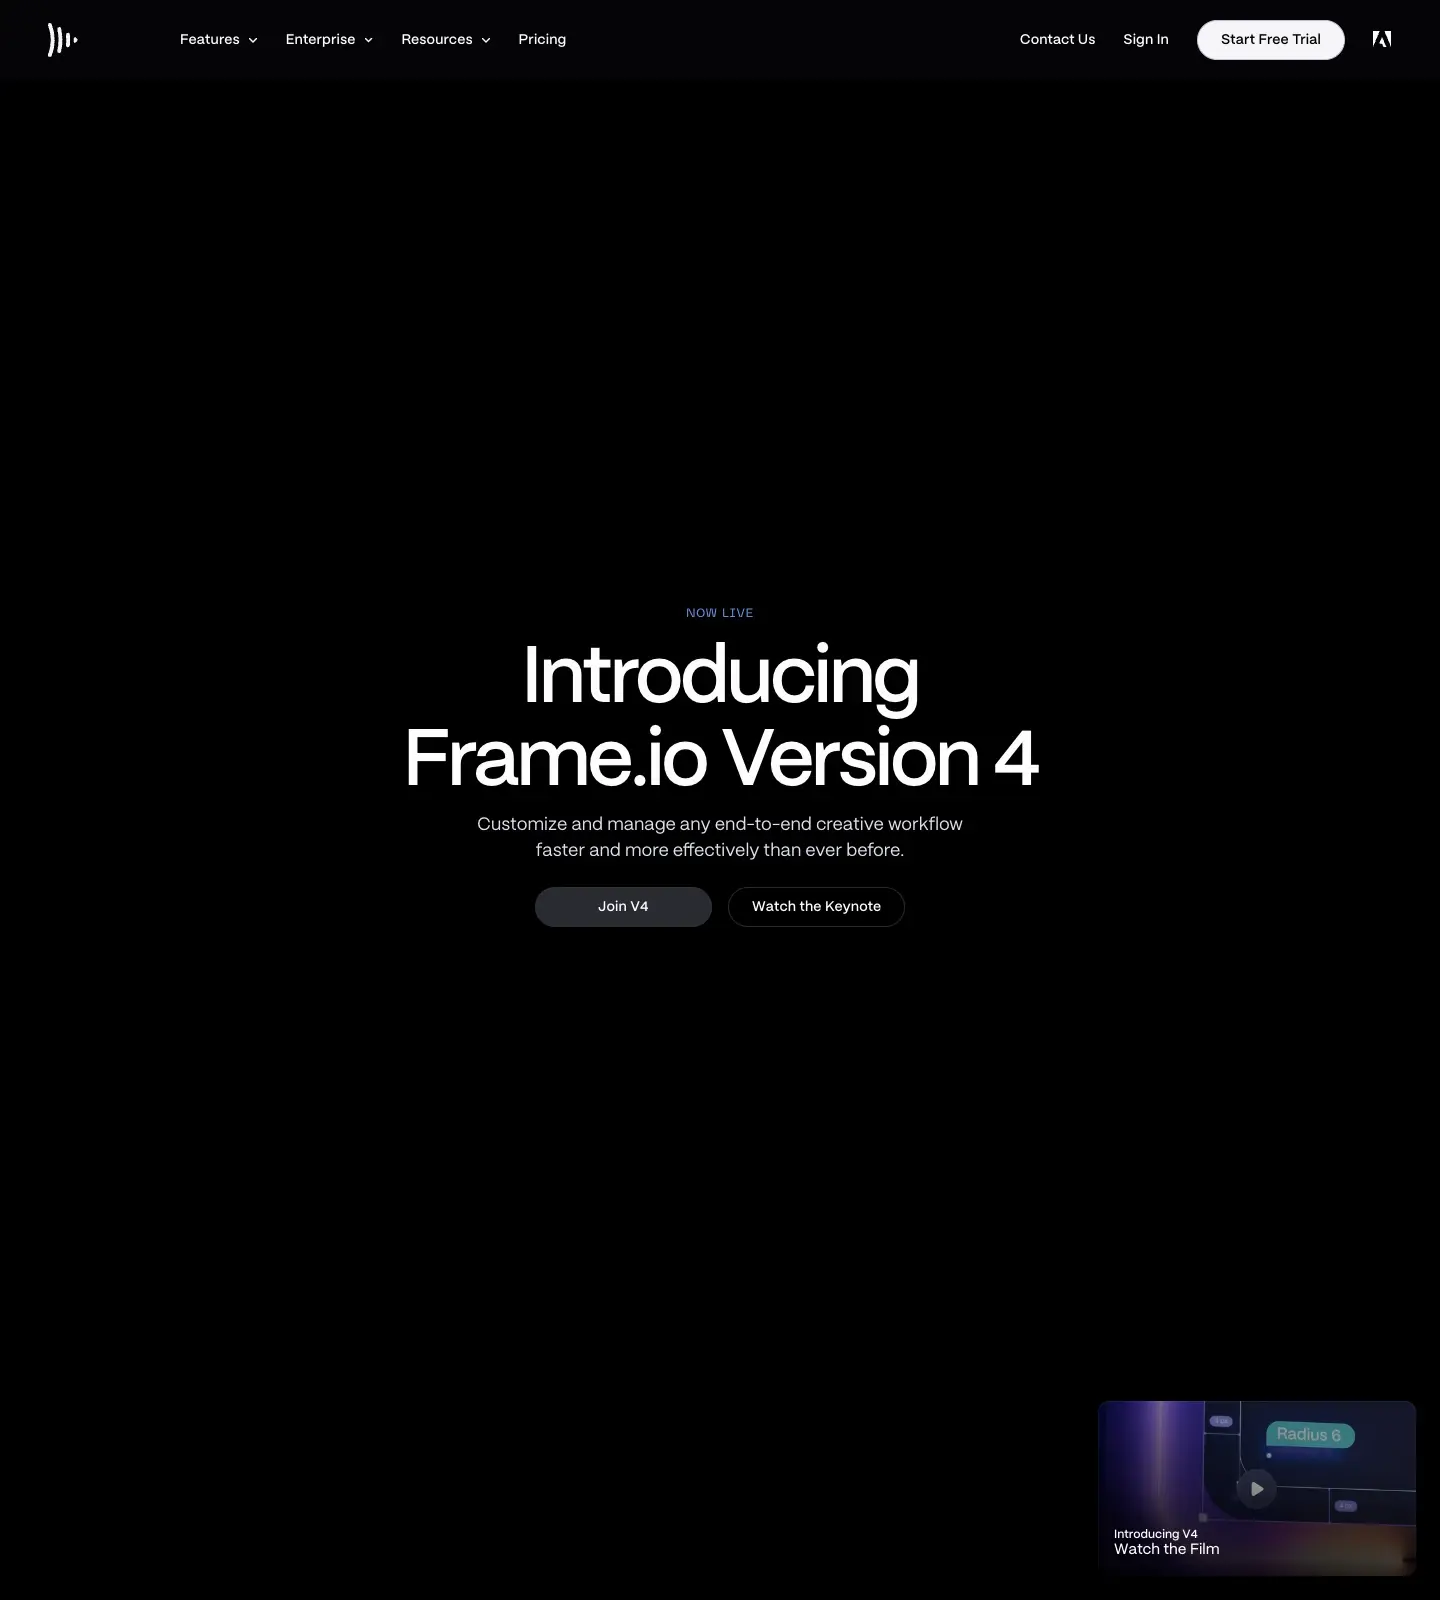 Features
Enterprise
Resources
Pricing
Contact Us
Sign In
Start Free Trial
NOW LIVE
Introducing
Frame.io Version 4
Customize and manage any end-to-end creative workflow
faster and more effectively than ever before.
Join V4
Watch the Keynote
Radius 6
Introducing V4
Watch the Film